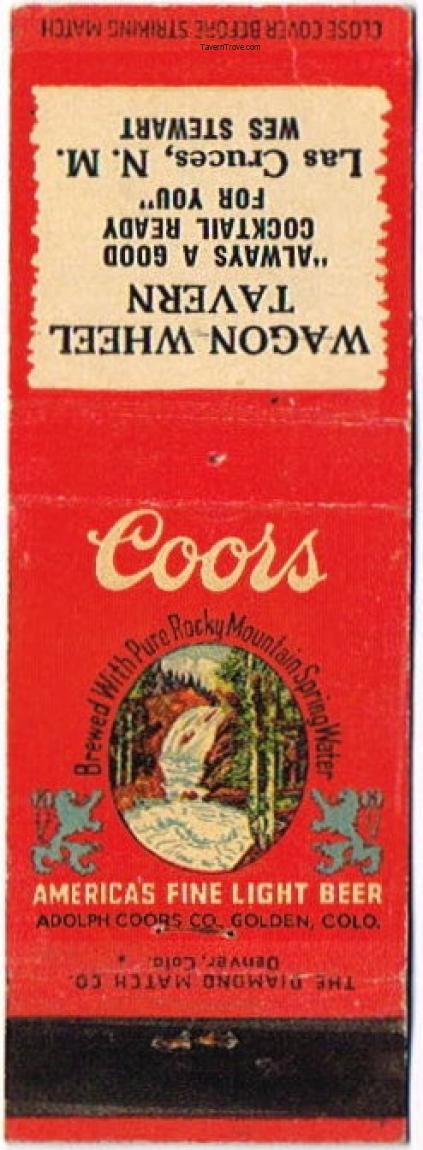 CLOSE COVER BEFORE STRIKING MATCH
TavernTrove.com
WAGON WHEEL
TAVERN
"ALWAYS A GOOD
COCKTAIL READY
FOR YOU"
Las Cruces, N. M.
WES STEWART
Coors
Brewed With Pure Rocky Mountain Spring Water
AMERICA'S FINE LIGHT BEER
ADOLPH COORS CO., GOLDEN, COLO.
THE DIAMOND MATCH CO.
Denver, Colo.